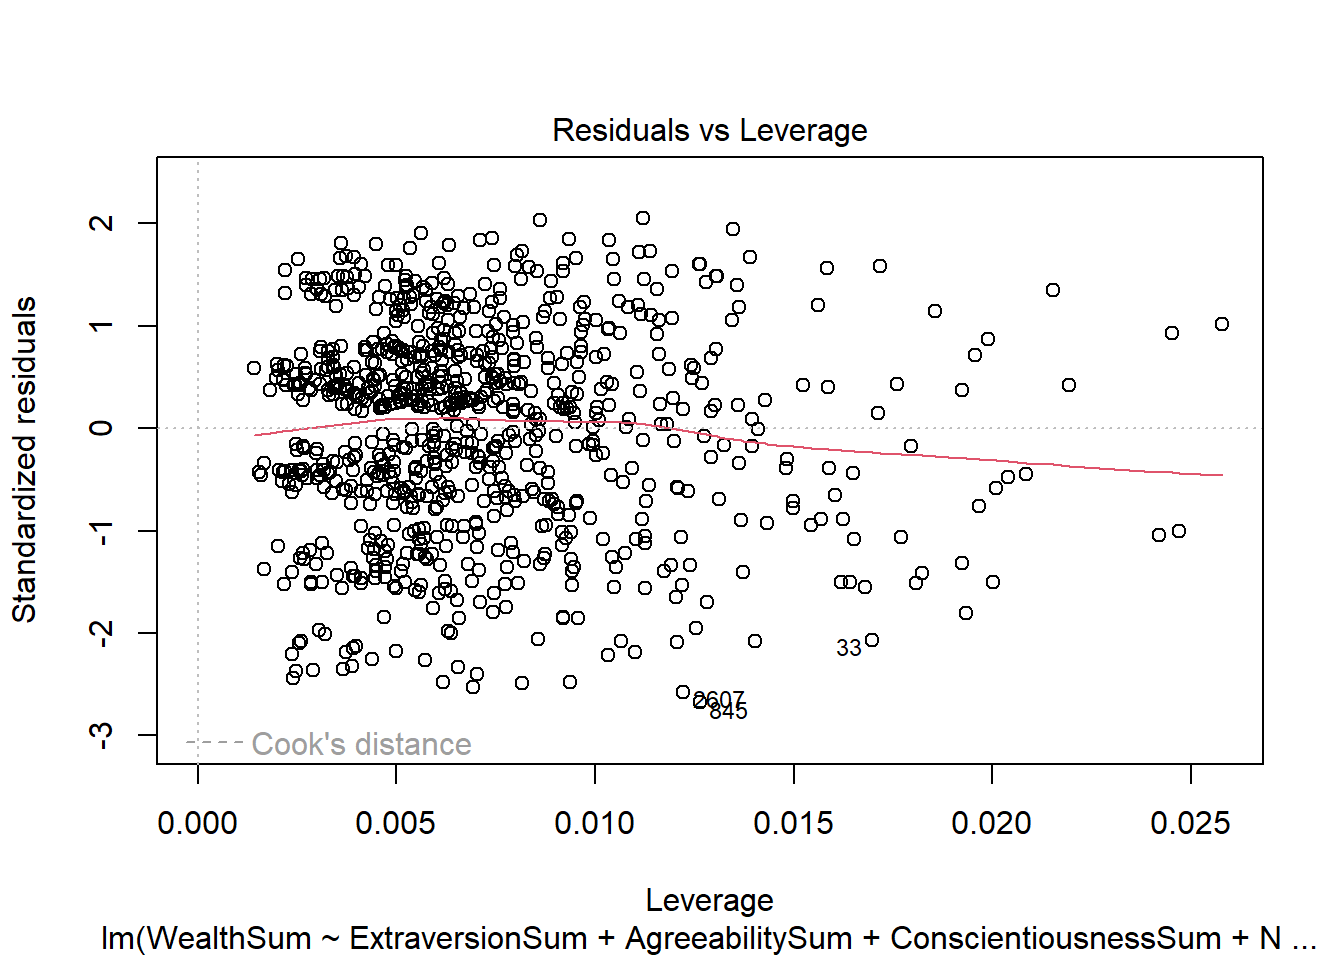 Residuals vs Leverage
Standardized residuals
2
1
0
-1
-2
-3
33
2607
845
Cook's distance
0.000 0.005 0.010 0.015 0.020 0.025
Leverage
lm(WealthSum ~ ExtraversionSum + AgreeabilitySum + ConscientiousnessSum + N ...